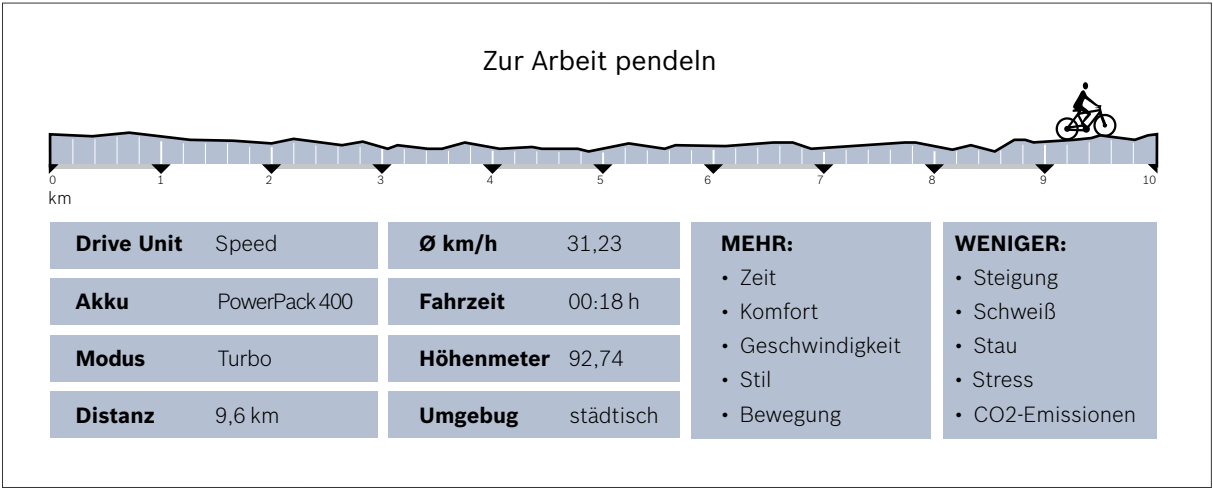 Zur Arbeit pendeln
0 1 2 3 4 5 6 7 8 9 10
km
Drive Unit Speed
Akku PowerPack 400
Modus Turbo
Distanz 9,6 km
Ø km/h 31,23
Fahrzeit 00:18 h
Höhenmeter 92,74
Umgebug städtisch
MEHR:
• Zeit
• Komfort
• Geschwindigkeit
• Stil
• Bewegung
WENIGER:
• Steigung
• Schweiß
• Stau
• Stress
• CO2-Emissionen